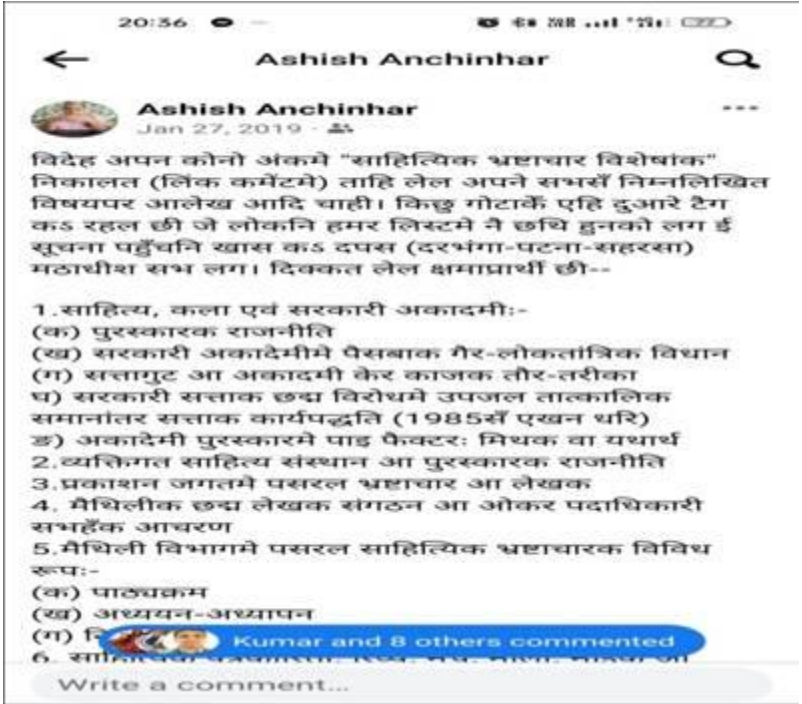 20:36
Ashish Anchinhar
Ashish Anchinhar
Jan 27, 2019 ·
विदेह अपन कोनो अंकमे "साहित्यिक भ्रष्टाचार विशेषांक"
निकालत (लिंक कमेंटमे) ताहि लेल अपने सभसँ निम्नलिखित
विषयपर आलेख आदि चाही। किछु गोटाकेँ एहि दुआरे टैग
कऽ रहल छी जे लोकनि हमर लिस्टमे नै छथि हुनको लग ई
सूचना पहुँचनि खास कऽ दपस (दरभंगा-पटना-सहरसा)
मठाधीश सभ लग। दिक्कत लेल क्षमाप्रार्थी छी--
1.साहित्य, कला एवं सरकारी अकादमी:-
(क) पुरस्कारक राजनीति
(ख) सरकारी अकादेमीमे पैसबाक गैर-लोकतांत्रिक विधान
(ग) सत्तागुट आ अकादमी केर काजक तौर-तरीका
घ) सरकारी सत्ताक छद्म विरोधमे उपजल तात्कालिक
समानांतर सत्ताक कार्यपद्धति (1985सँ एखन धरि)
ङ) अकादेमी पुरस्कारमे पाइ फैक्टर: मिथक वा यथार्थ
2.व्यक्तिगत साहित्य संस्थान आ पुरस्कारक राजनीति
3.प्रकाशन जगतमे पसरल भ्रष्टाचार आ लेखक
4. मैथिलीक छद्म लेखक संगठन आ ओकर पदाधिकारी
सभहँक आचरण
5.मैथिली विभागमे पसरल साहित्यिक भ्रष्टाचारक विविध
रूप:-
(क) पाठ्यक्रम
(ख) अध्ययन-अध्यापन
(ग)
Kumar and 8 others commented
6.
Write a comment...